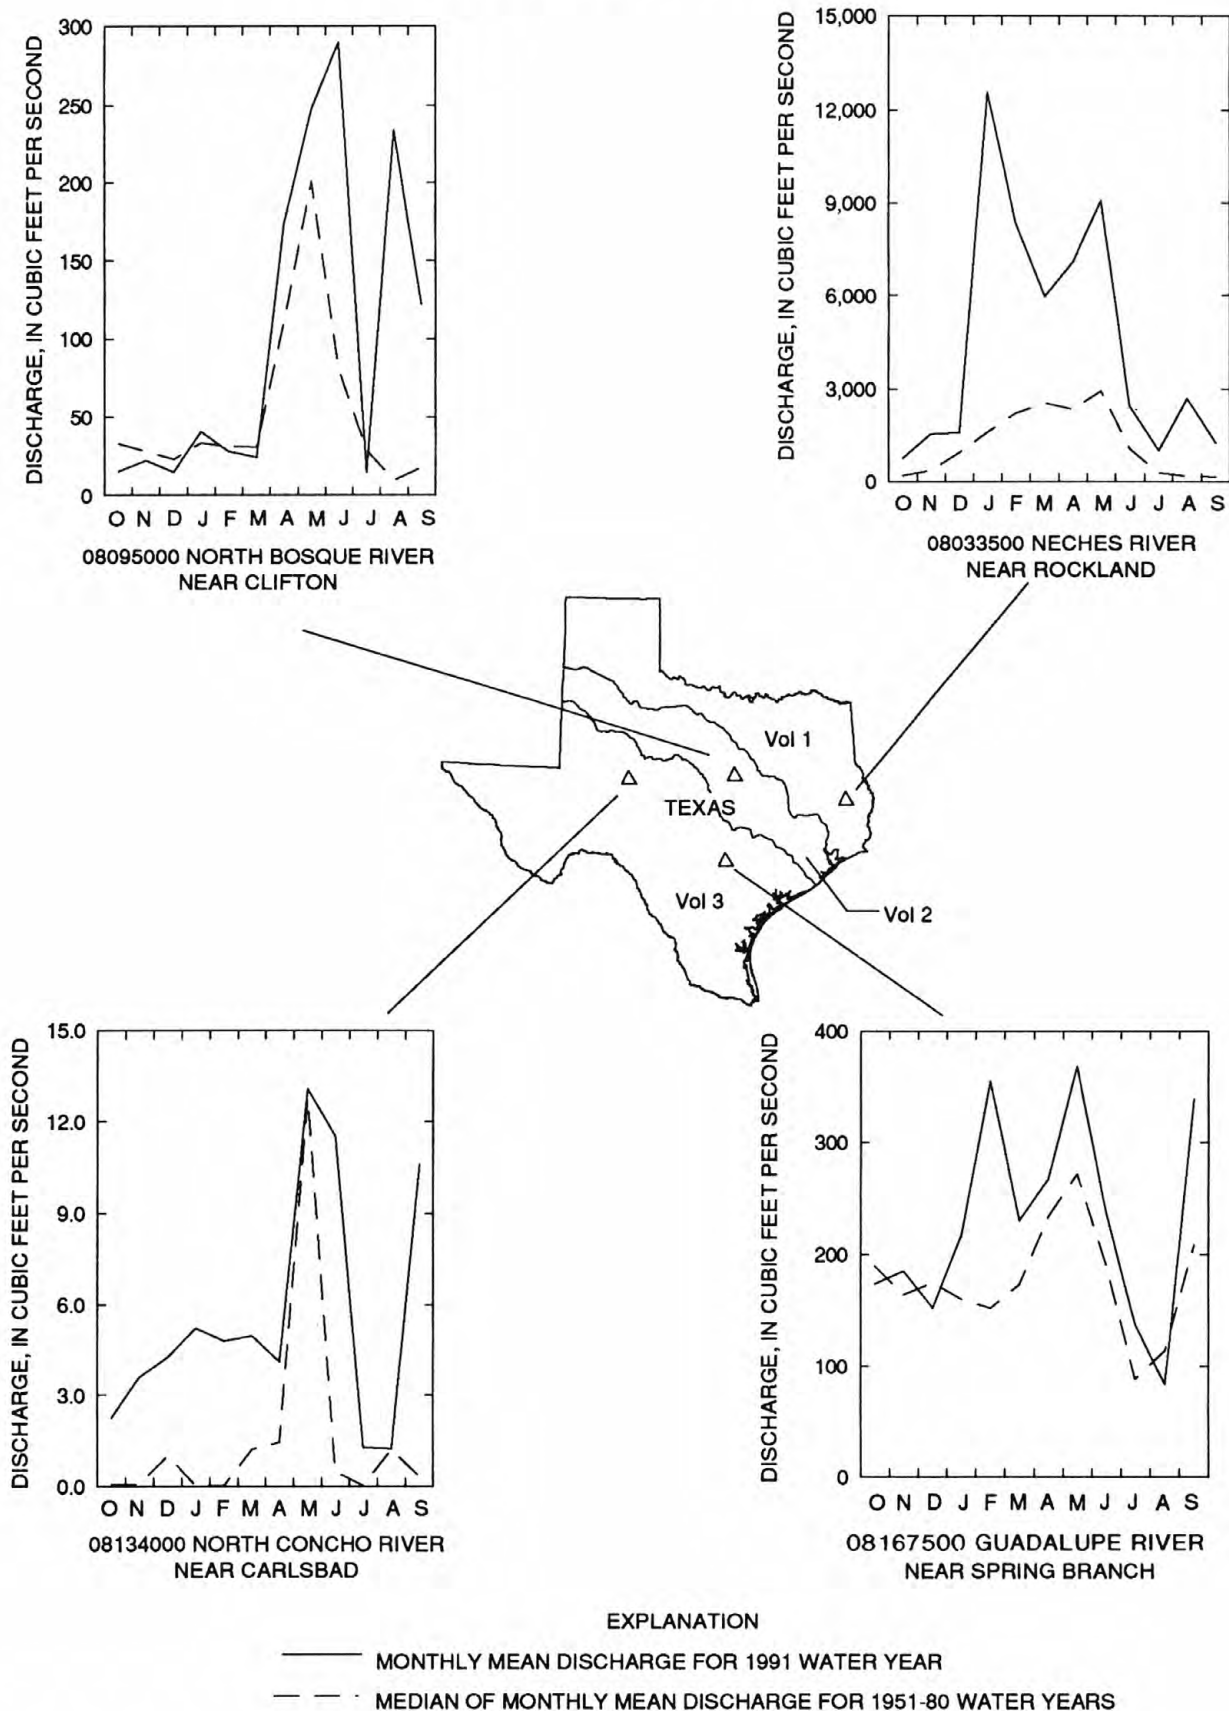 DISCHARGE, IN CUBIC FEET PER SECOND
300
250
200
150
100
50
0
O N D J F M A M J J A S
08095000 NORTH BOSQUE RIVER
NEAR CLIFTON
DISCHARGE, IN CUBIC FEET PER SECOND
15,000
12,000
9,000
6,000
3,000
0
O N D J F M A M J J A S
08033500 NECHES RIVER
NEAR ROCKLAND
Vol 1
TEXAS
Vol 3
Vol 2
DISCHARGE, IN CUBIC FEET PER SECOND
15.0
12.0
9.0
6.0
3.0
0.0
O N D J F M A M J J A S
08134000 NORTH CONCHO RIVER
NEAR CARLSBAD
DISCHARGE, IN CUBIC FEET PER SECOND
400
300
200
100
0
O N D J F M A M J J A S
08167500 GUADALUPE RIVER
NEAR SPRING BRANCH
EXPLANATION
MONTHLY MEAN DISCHARGE FOR 1991 WATER YEAR
MEDIAN OF MONTHLY MEAN DISCHARGE FOR 1951-80 WATER YEARS